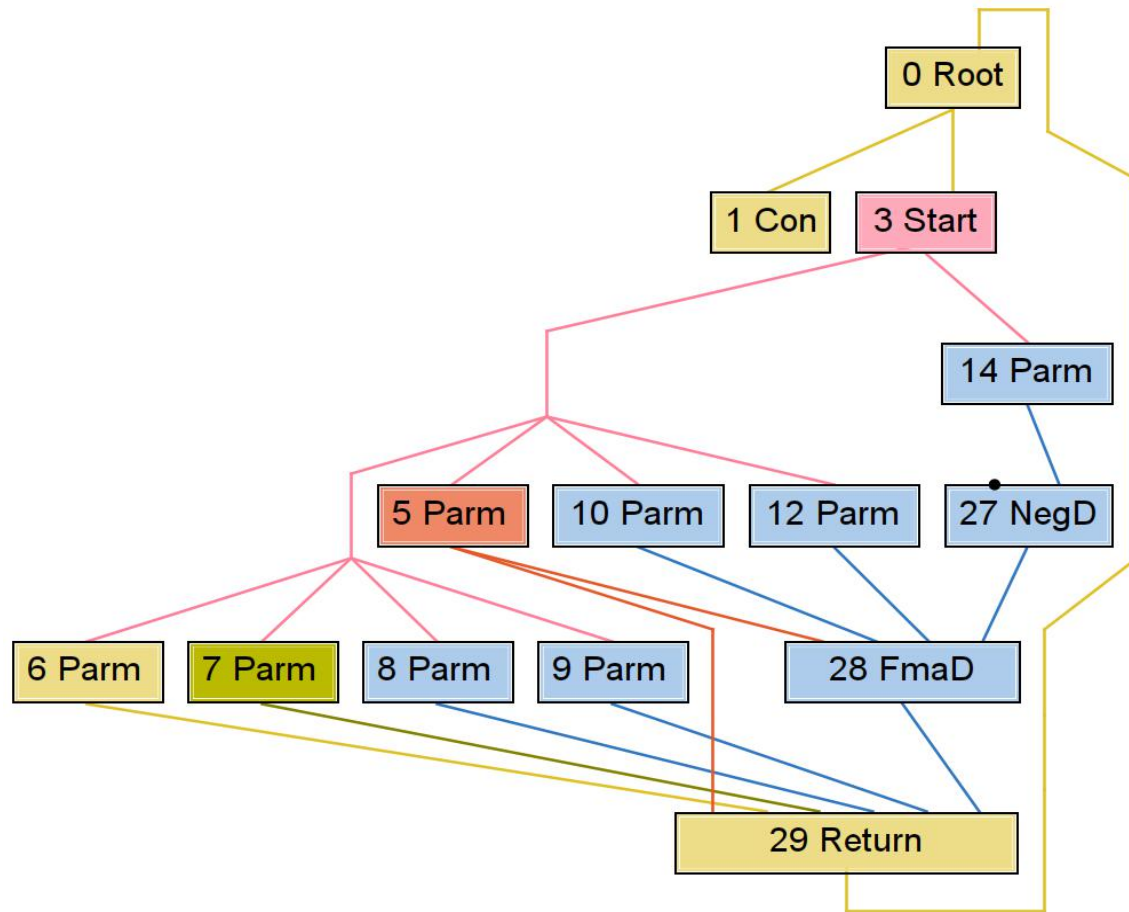 0 Root
1 Con
3 Start
14 Parm
5 Parm
10 Parm
12 Parm
27 NegD
6 Parm
7 Parm
8 Parm
9 Parm
28 FmaD
29 Return